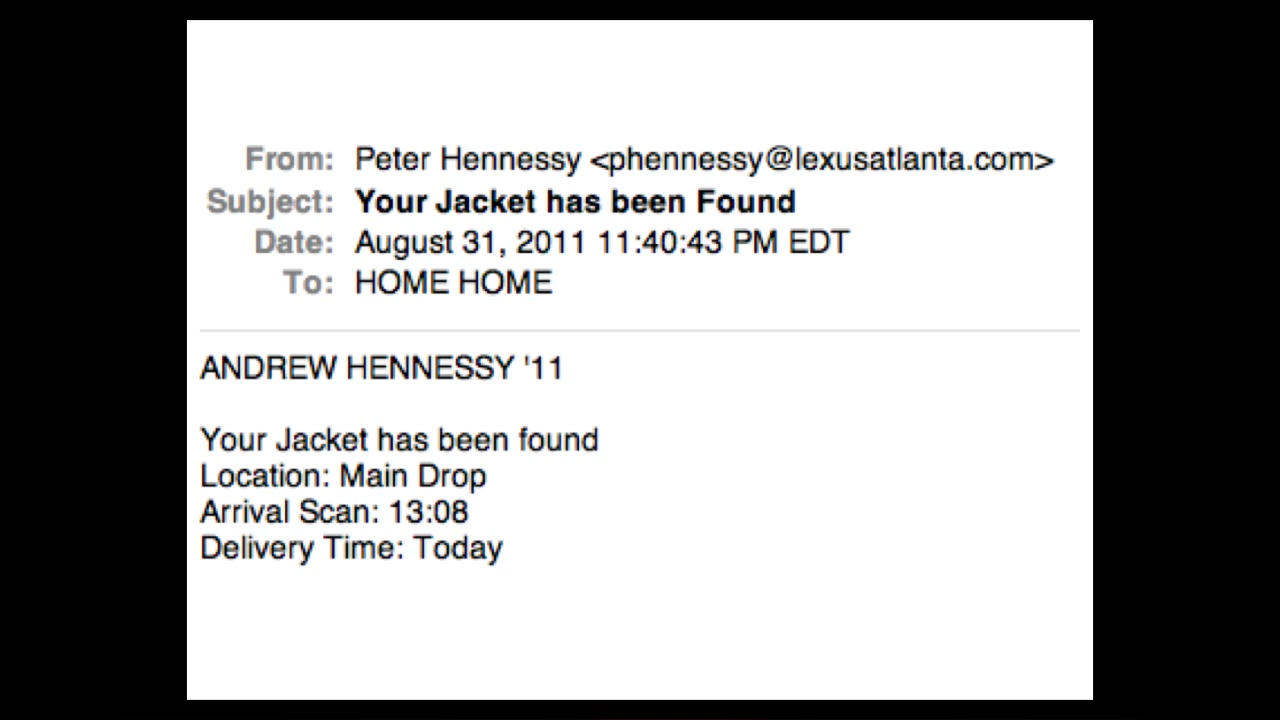 From: Peter Hennessy <phennessy@lexusatlanta.com>
Subject: Your Jacket has been Found
Date: August 31, 2011 11:40:43 PM EDT
To: HOME HOME
ANDREW HENNESSY '11
Your Jacket has been found
Location: Main Drop
Arrival Scan: 13:08
Delivery Time: Today